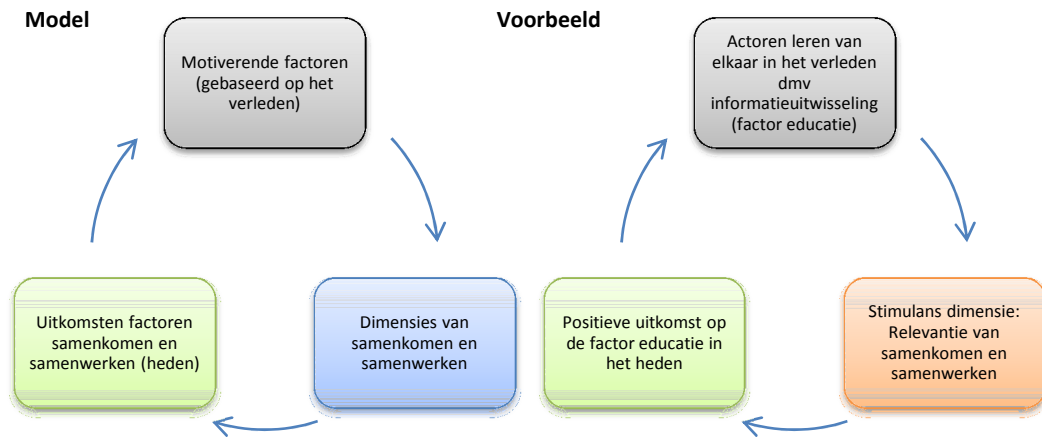 Model
Motiverende factoren
(gebaseerd op het
verleden)
Uitkomsten factoren
samenkomen en
samenwerken (heden)
Dimensies van
samenkomen en
samenwerken
Voorbeeld
Actoren leren van
elkaar in het verleden
dmv
informatieuitwisseling
(factor educatie)
Positieve uitkomst op
de factor educatie in
het heden
Stimulans dimensie:
Relevantie van
samenkomen en
samenwerken